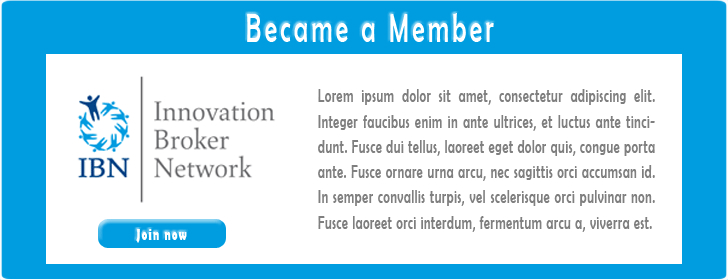 Became a Member
IBN
Innovation
Broker
Network
Join now
Lorem ipsum dolor sit amet, consectetur adipiscing elit.
Integer faucibus enim in ante ultrices, et luctus ante tinci-
dunt. Fusce dui tellus, laoreet eget dolor quis, congue porta
ante. Fusce ornare urna arcu, nec sagittis orci accumsan id.
In semper convallis turpis, vel scelerisque orci pulvinar non.
Fusce laoreet orci interdum, fermentum arcu a, viverra est.